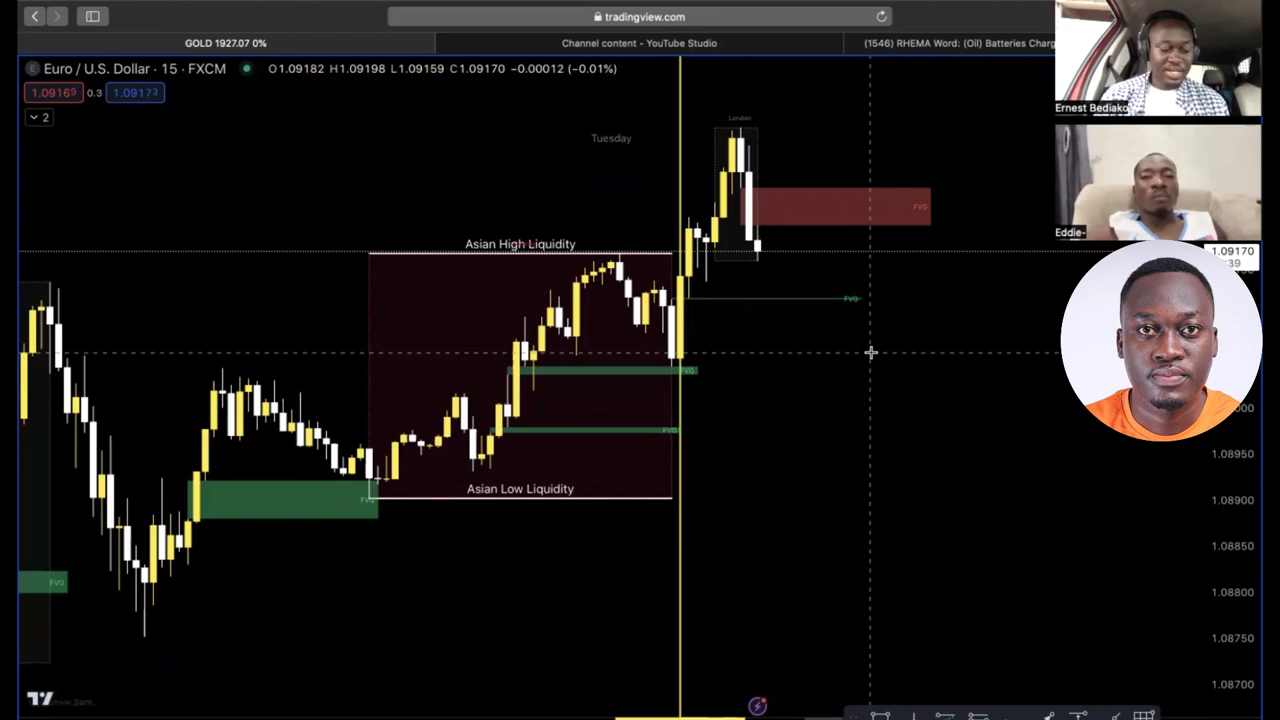 tradingview.com
GOLD 1927.07 0%
Channel content - YouTube Studio
(1546) RHEMA Word: (Oil) Batteries Charg
Euro / U.S. Dollar · 15 · FXCM
O1.09182 H1.09198 L1.09159 C1.09170 −0.00012 (−0.01%)
1.09169 0.3 1.09173
2
Ernest Bediako
London
Tuesday
FVG
Eddie-
Asian High Liquidity
1.09170
:39
FVG
FVG
FVG
1.08950
Asian Low Liquidity
FVG
1.08900
1.08850
FVG
1.08800
1.08750
1.08700